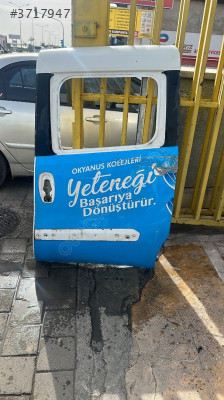 #3717947
OKYANUS KOLEJLERİ
Yeteneği
Başarıya
Dönüştürür.